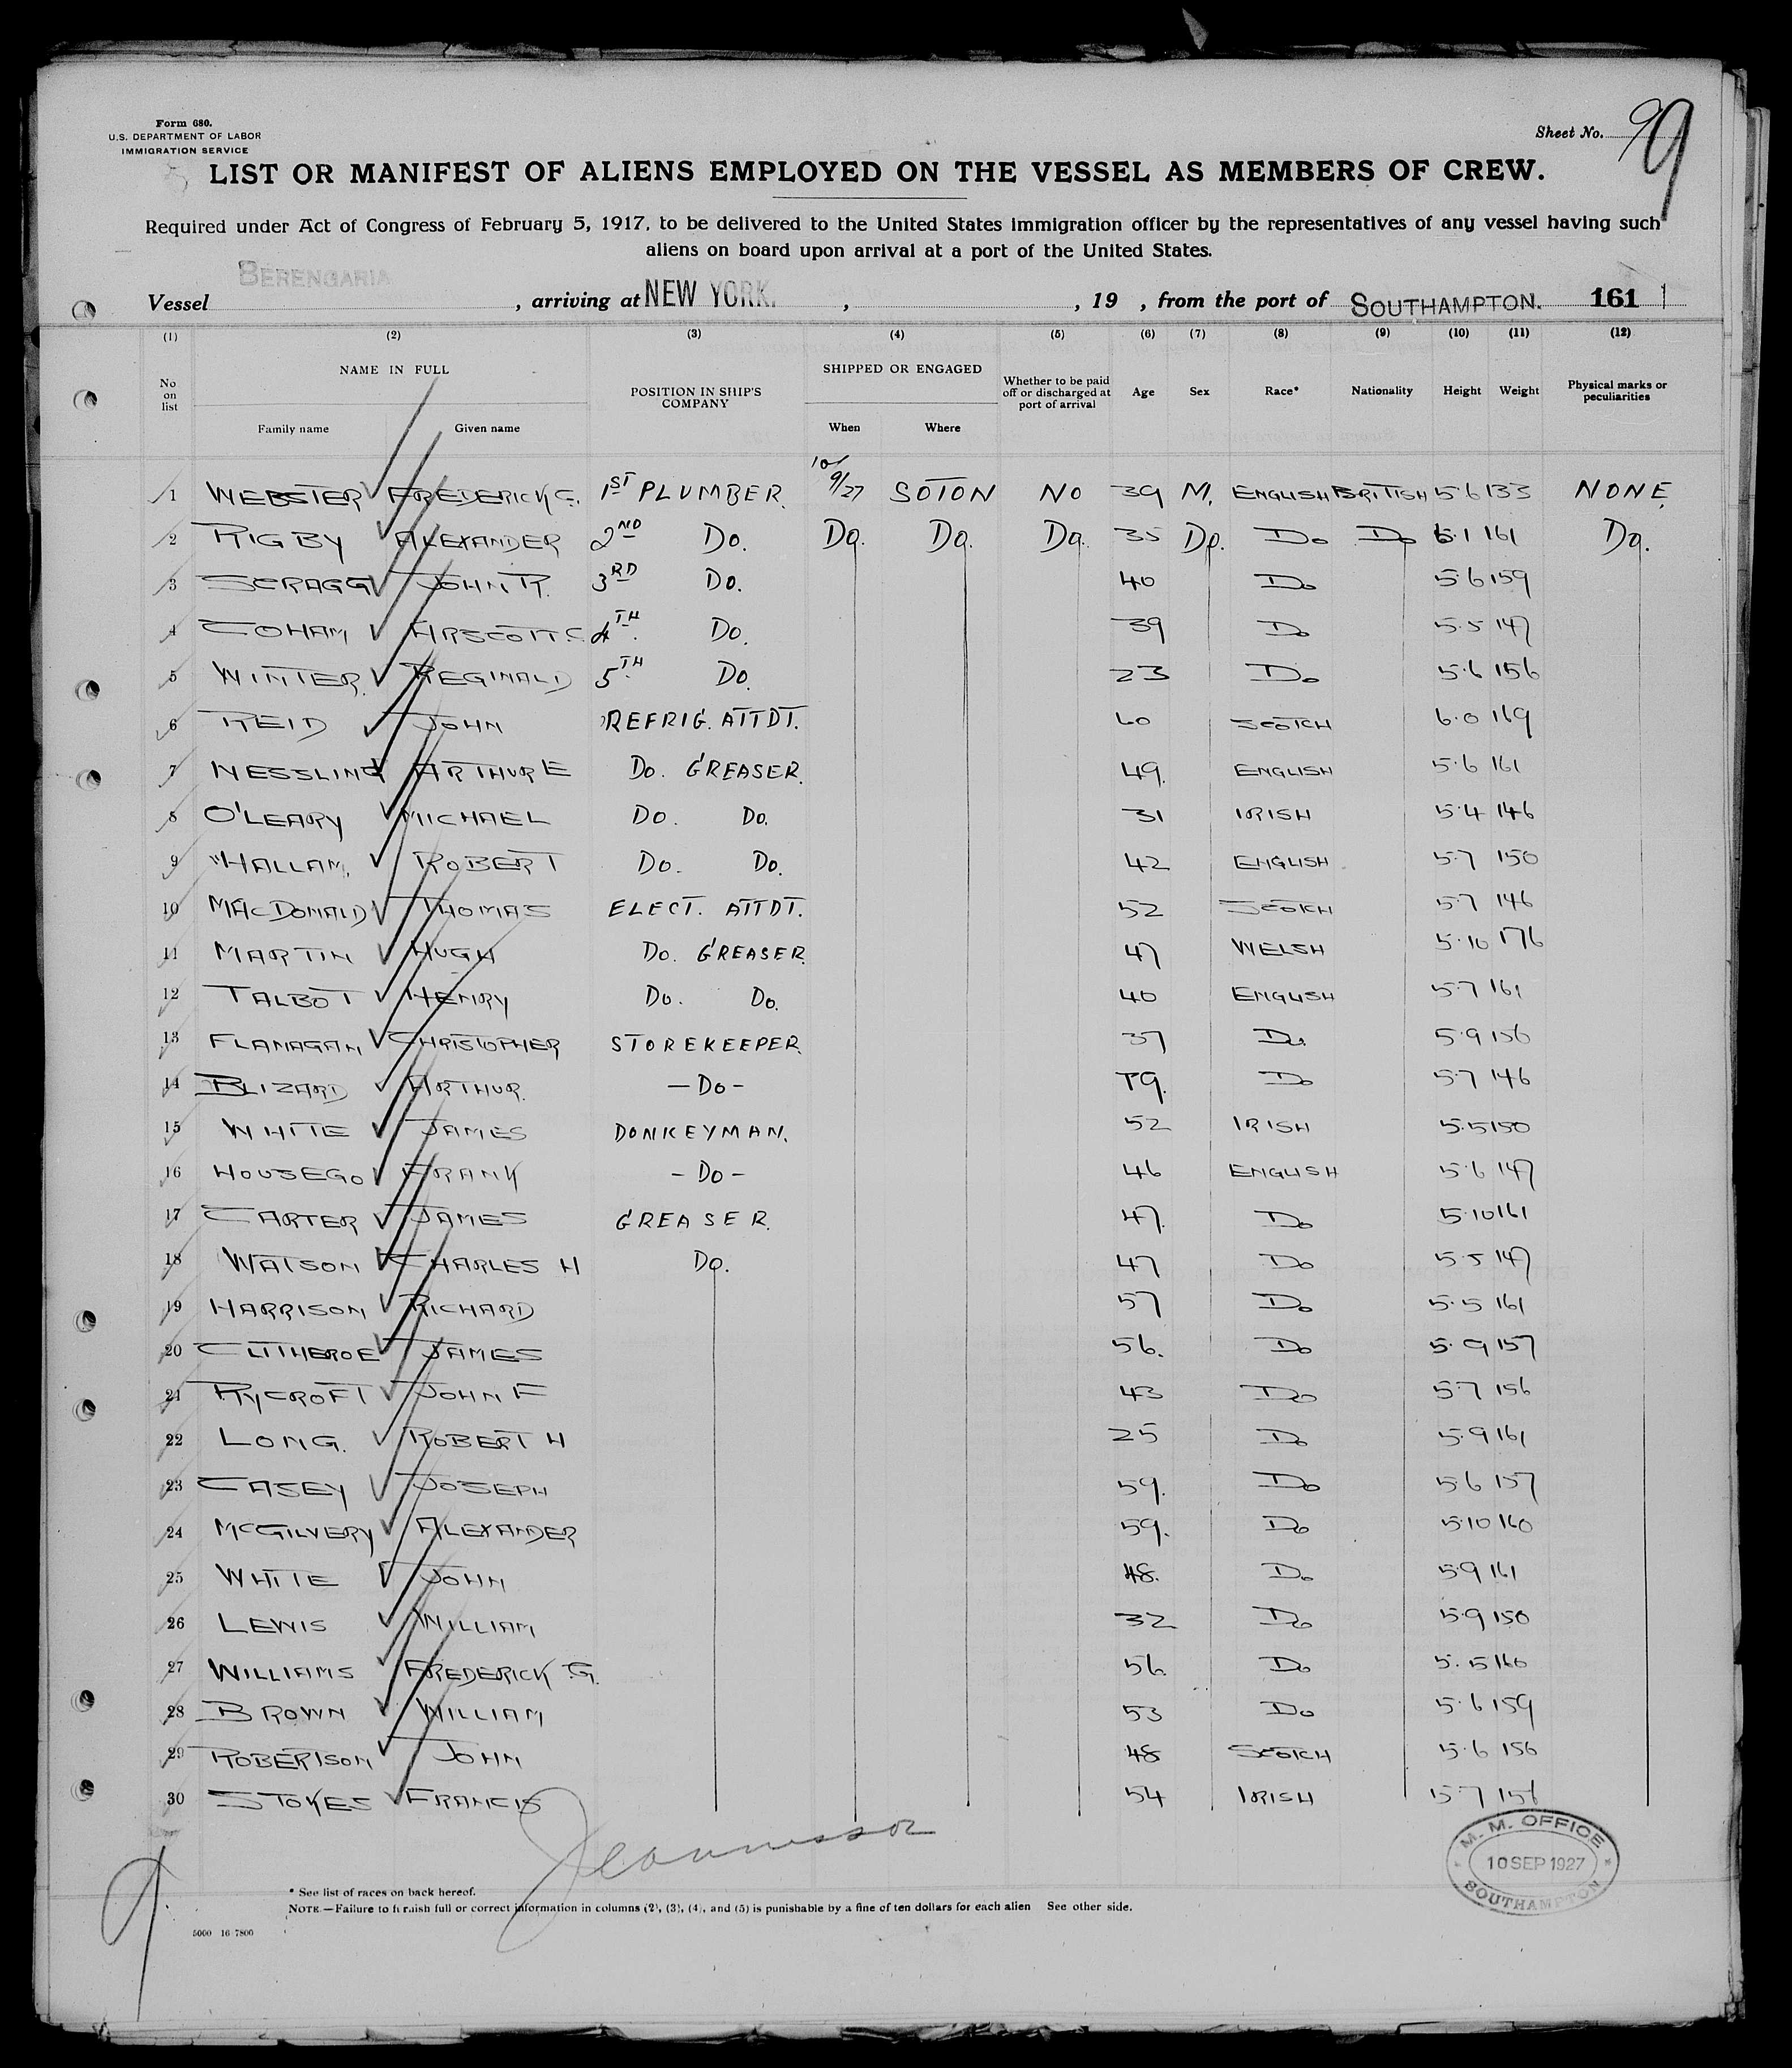 Form 680.
U.S. DEPARTMENT OF LABOR
IMMIGRATION SERVICE
Sheet No. 99
LIST OR MANIFEST OF ALIENS EMPLOYED ON THE VESSEL AS MEMBERS OF CREW.
Required under Act of Congress of February 5, 1917, to be delivered to the United States immigration officer by the representatives of any vessel having such
aliens on board upon arrival at a port of the United States.
Vessel BERENGARIA, arriving at NEW YORK. , , 19 , from the port of SOUTHAMPTON. 161
(1) (2) (3) (4) (5) (6) (7) (8) (9) (10) (11) (12)
No on list NAME IN FULL Family name Given name POSITION IN SHIP'S COMPANY SHIPPED OR ENGAGED When Where Whether to be paid off or discharged at port of arrival Age Sex Race* Nationality Height Weight Physical marks or peculiarities
1 WEBSTER FREDERICK C. 1ST PLUMBER. 10/9/27 SOTON NO 39 M. ENGLISH BRITISH 5.6 133 NONE.
2 RIGBY ALEXANDER 2ND Do. Do. Do. Do. 35 Do. Do Do 161 Do.
3 SCRAGG JOHN R. 3RD Do. 40 Do 5.6 159
4 COHAM ARSCOTT C. 4TH. Do. 39 Do 5.5 147
5 WINTER. REGINALD 5TH Do. 23 Do 5.6 156
6 REID JOHN REFRIG. ATTDT. SCOTCH 6.0 169
7 NESSLING ARTHUR E Do. GREASER. 49. ENGLISH 5.6 161
8 O'LEARY MICHAEL Do. Do. 31 IRISH 5.4 146
9 HALLAM. ROBERT Do. Do. 42 ENGLISH 5.7 150
10 MACDONALD THOMAS ELECT. ATTDT. 52 SCOTCH 5.7 146
11 MARTIN HUGH Do. GREASER. 47 WELSH 5.10 176
12 TALBOT HENRY Do. Do. 40 ENGLISH 5.7 161
13 FLANAGAN CHRISTOPHER STOREKEEPER. 37 Do. 5.9 156
14 BLIZARD ARTHUR. - Do - Do 5.7 146
15 WHITE JAMES DONKEYMAN. 52 IRISH 5.5 150
16 HOUSEGO FRANK - Do - 46 ENGLISH 5.6 147
17 CARTER JAMES GREASER. 47. Do 5.10 161
18 WATSON CHARLES H Do. 47 Do 5.5 147
19 HARRISON RICHARD 57 Do 5.5 161
20 CLITHEROE JAMES 56. Do 5.9 157
21 RYCROFT JOHN F 43 Do 5.7 156
22 LONG. ROBERT H 25 Do 5.9 161
23 CASEY JOSEPH 59. Do 5.6 157
24 MCGILVERY ALEXANDER 59. Do 5.10 160
25 WHITE JOHN 48. Do 5.9 161
26 LEWIS WILLIAM 32 Do 5.9 150
27 WILLIAMS FREDERICK G. 56. Do 5.5 160
28 BROWN WILLIAM 53 Do 5.6 159
29 ROBERTSON JOHN 48 SCOTCH 5.6 156
30 STOKES FRANCIS 54 IRISH 5.7 156
M. M. OFFICE
10 SEP 1927
SOUTHAMPTON
* See list of races on back hereof.
NOTE.—Failure to furnish full or correct information in columns (2), (3), (4), and (5) is punishable by a fine of ten dollars for each alien See other side.
5000 16 7800